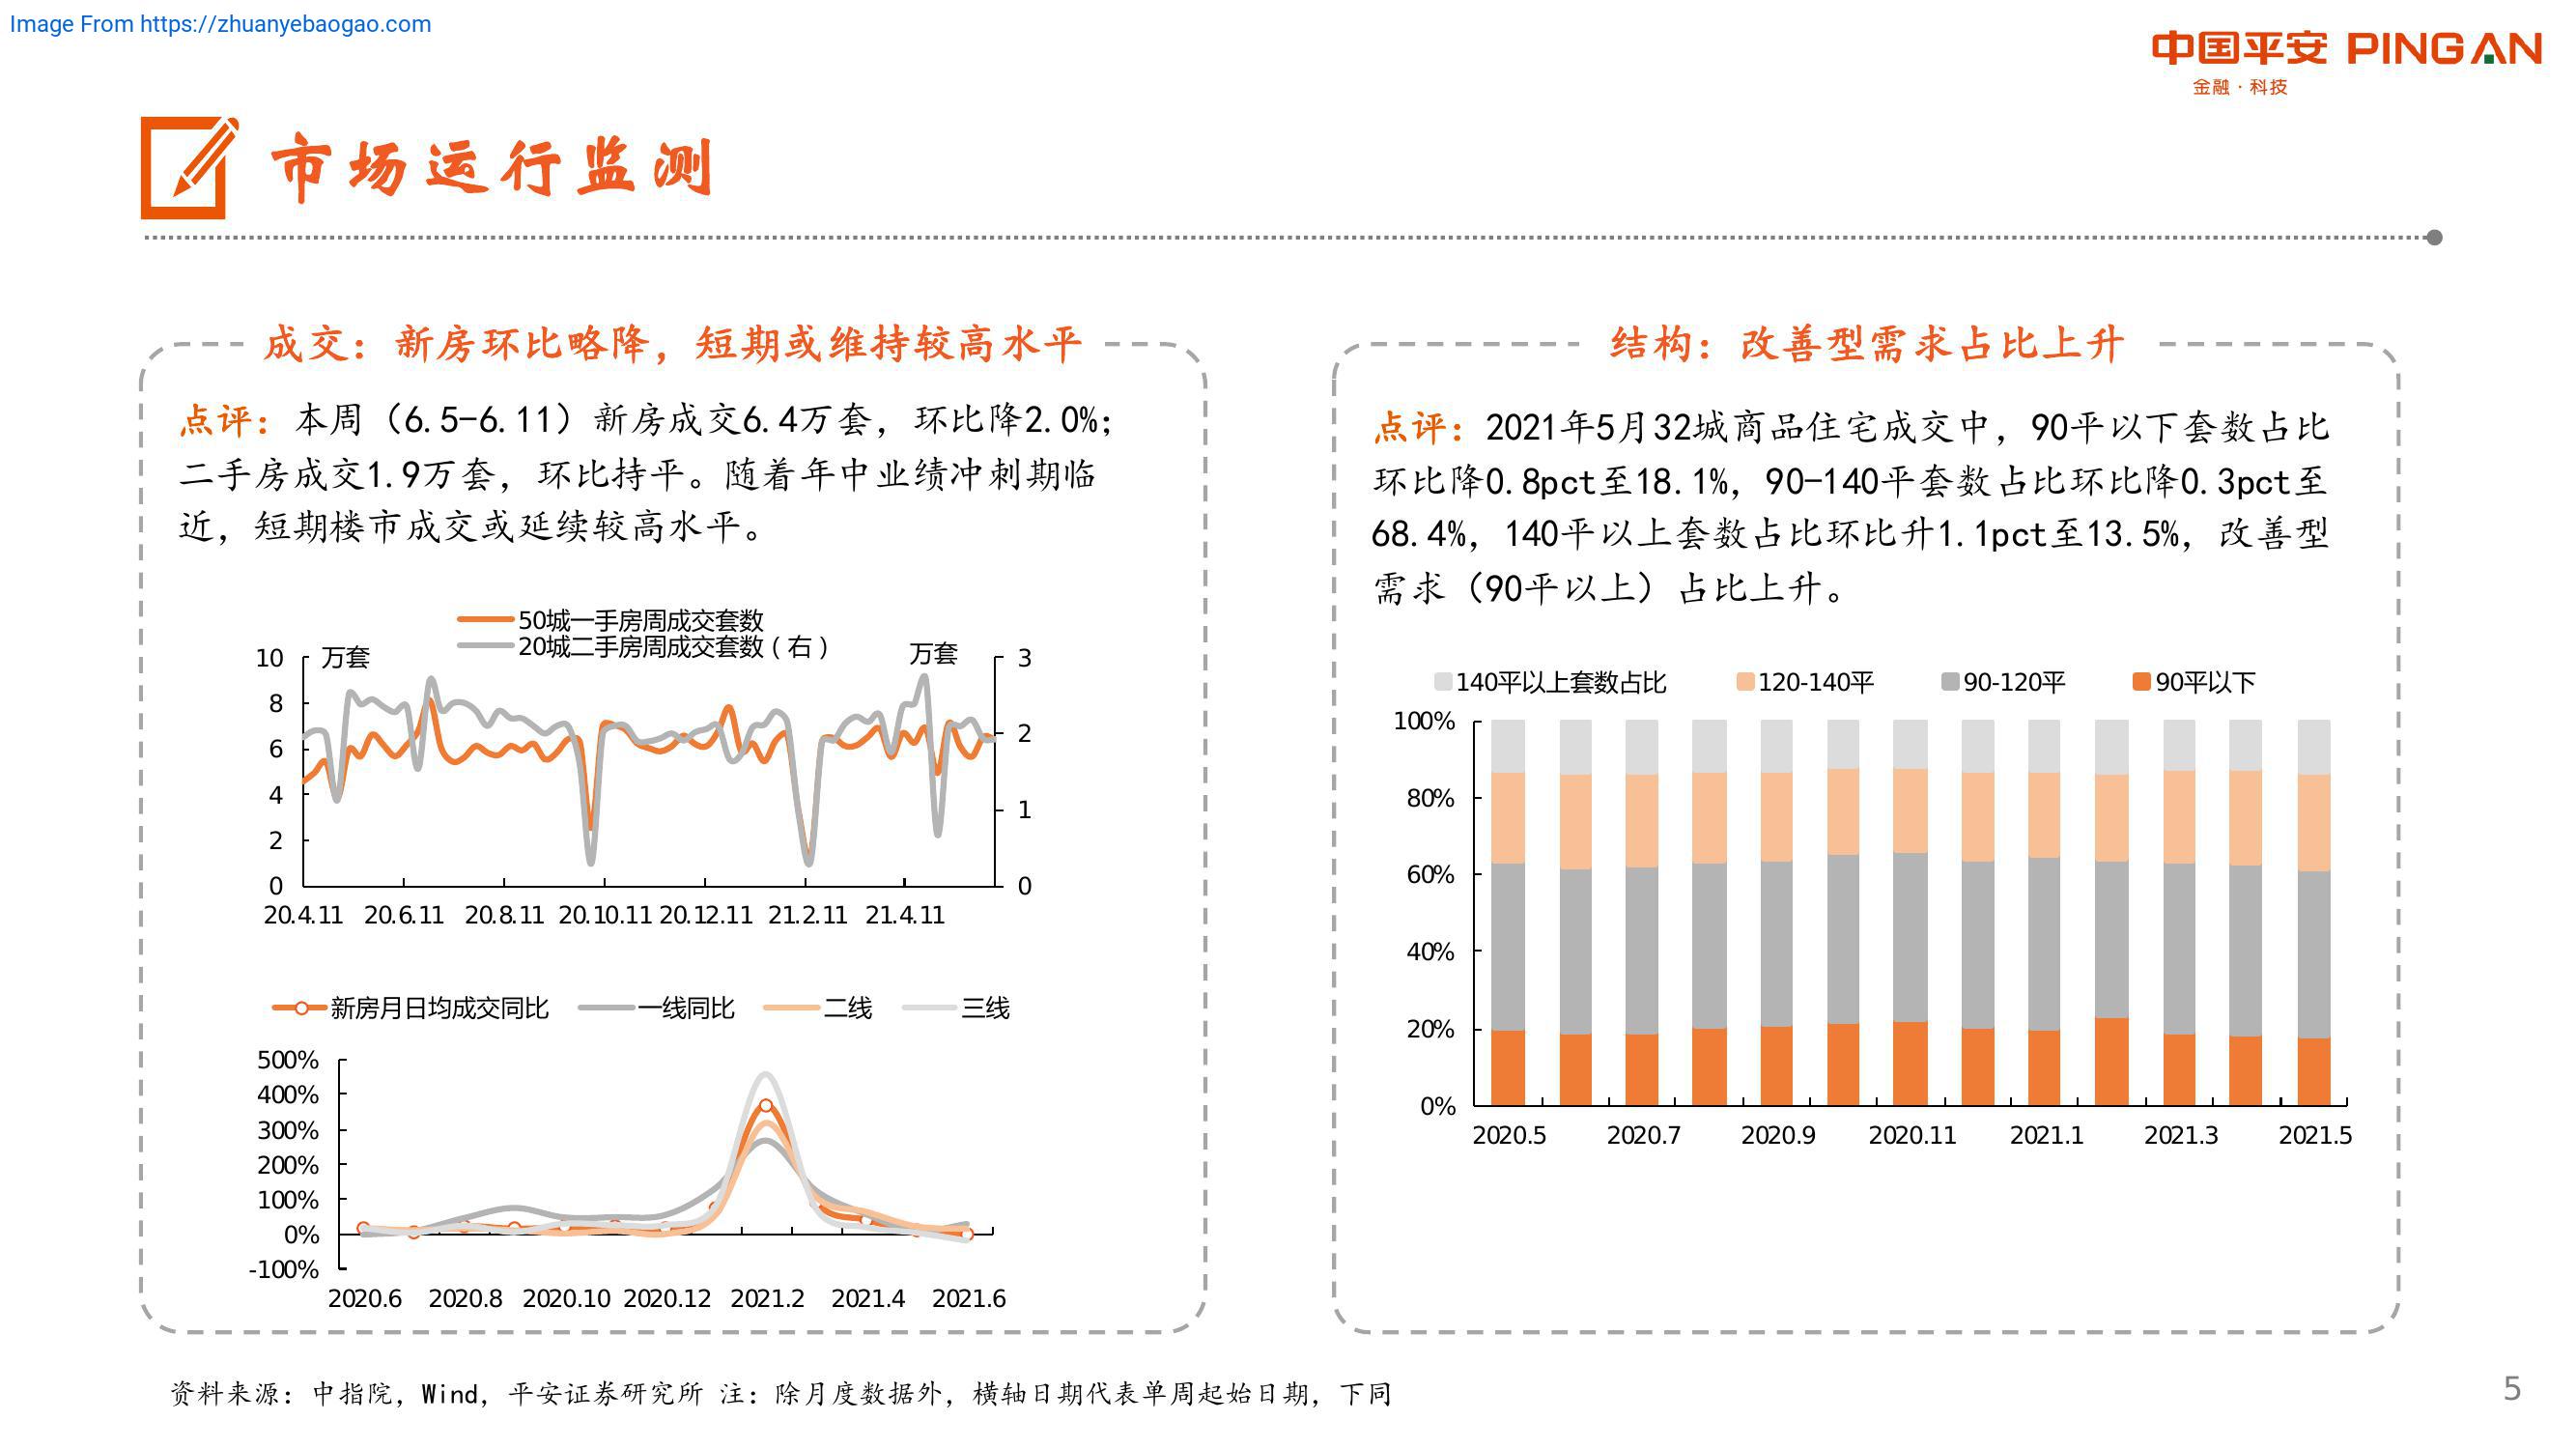 Image From https://zhuanyebaogao.com
中国平安 PINGAN
金融·科技
市场运行监测
成交：新房环比略降，短期或维持较高水平
点评：本周（6.5-6.11）新房成交6.4万套，环比降2.0%；
二手房成交1.9万套，环比持平。随着年中业绩冲刺期临
近，短期楼市成交或延续较高水平。
50城一手房周成交套数
20城二手房周成交套数（右）
万套
万套
10
8
6
4
2
0
3
2
1
0
20.4.11 20.6.11 20.8.11 20.10.11 20.12.11 21.2.11 21.4.11
新房月日均成交同比 一线同比 二线 三线
500%
400%
300%
200%
100%
0%
-100%
2020.6 2020.8 2020.10 2020.12 2021.2 2021.4 2021.6
结构：改善型需求占比上升
点评：2021年5月32城商品住宅成交中，90平以下套数占比
环比降0.8pct至18.1%，90-140平套数占比环比降0.3pct至
68.4%，140平以上套数占比环比升1.1pct至13.5%，改善型
需求（90平以上）占比上升。
140平以上套数占比 120-140平 90-120平 90平以下
100%
80%
60%
40%
20%
0%
2020.5 2020.7 2020.9 2020.11 2021.1 2021.3 2021.5
资料来源：中指院，Wind，平安证券研究所 注：除月度数据外，横轴日期代表单周起始日期，下同
5